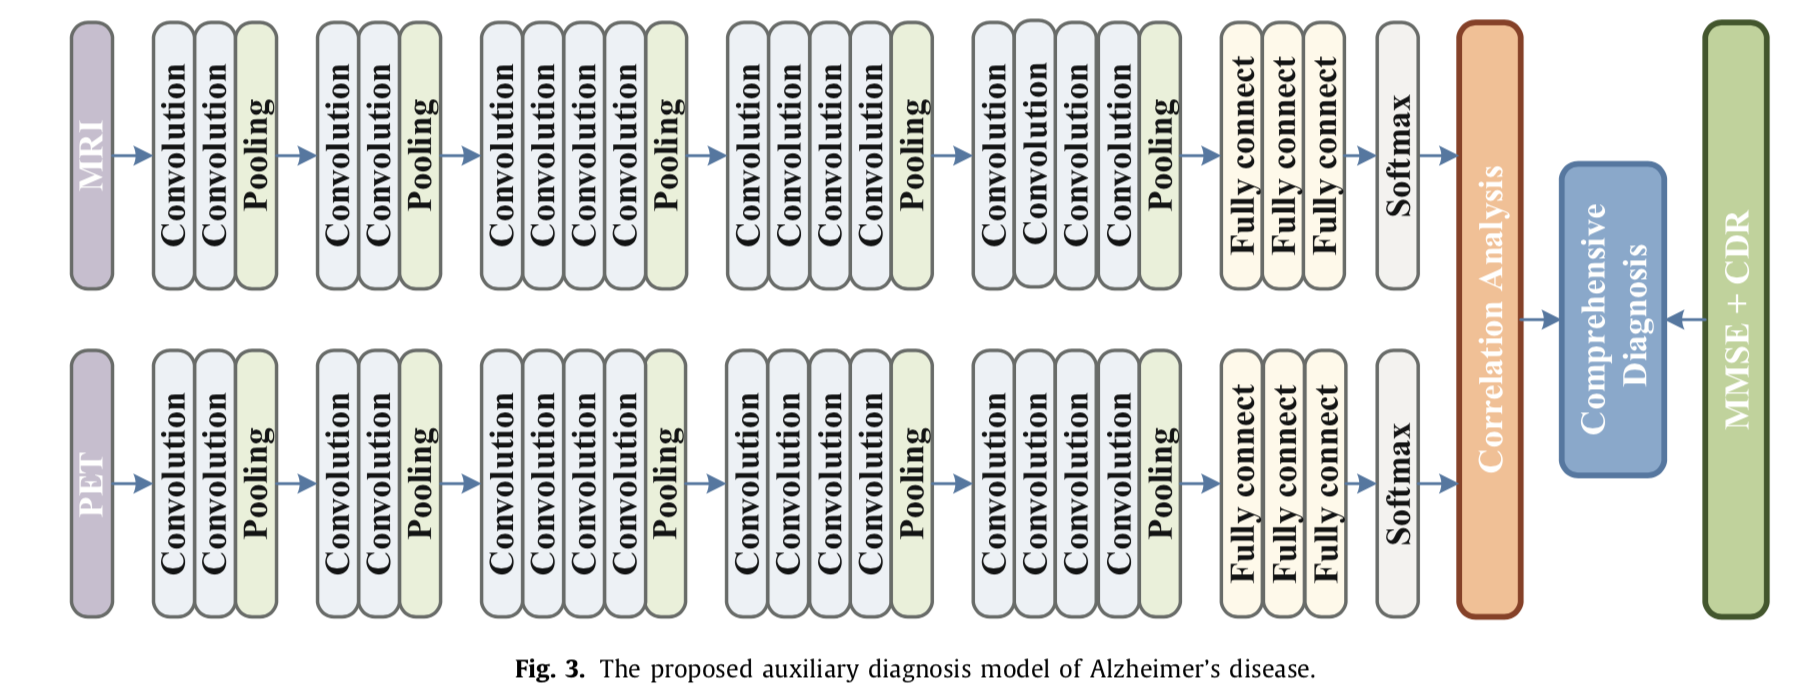 MRI
Convolution
Convolution
Pooling
Convolution
Convolution
Pooling
Convolution
Convolution
Convolution
Convolution
Pooling
Convolution
Convolution
Convolution
Convolution
Pooling
Convolution
Convolution
Convolution
Convolution
Pooling
Fully connect
Fully connect
Fully connect
Softmax
PET
Convolution
Convolution
Pooling
Convolution
Convolution
Pooling
Convolution
Convolution
Convolution
Convolution
Pooling
Convolution
Convolution
Convolution
Convolution
Pooling
Convolution
Convolution
Convolution
Convolution
Pooling
Fully connect
Fully connect
Fully connect
Softmax
Correlation Analysis
Comprehensive
Diagnosis
MMSE + CDR
Fig. 3. The proposed auxiliary diagnosis model of Alzheimer's disease.